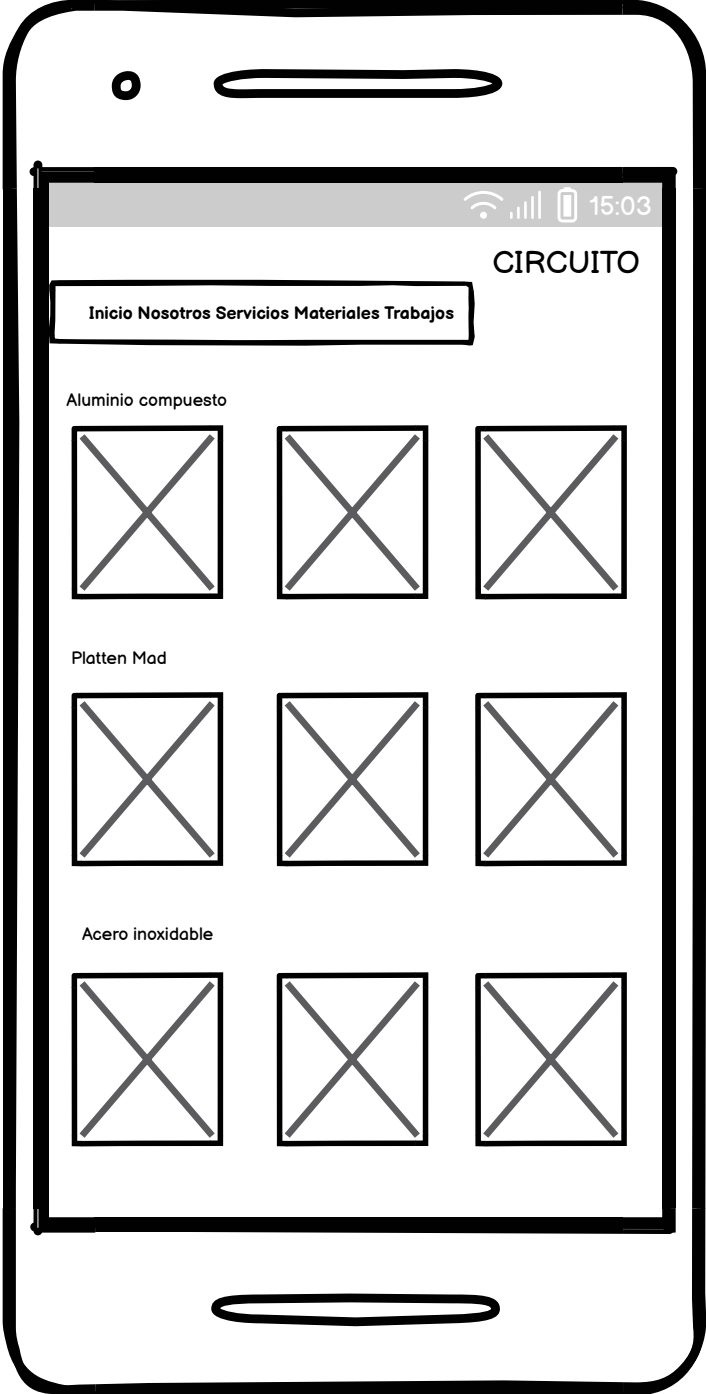 15:03
CIRCUITO
Inicio Nosotros Servicios Materiales Trabajos
Aluminio compuesto
Platten Mad
Acero inoxidable